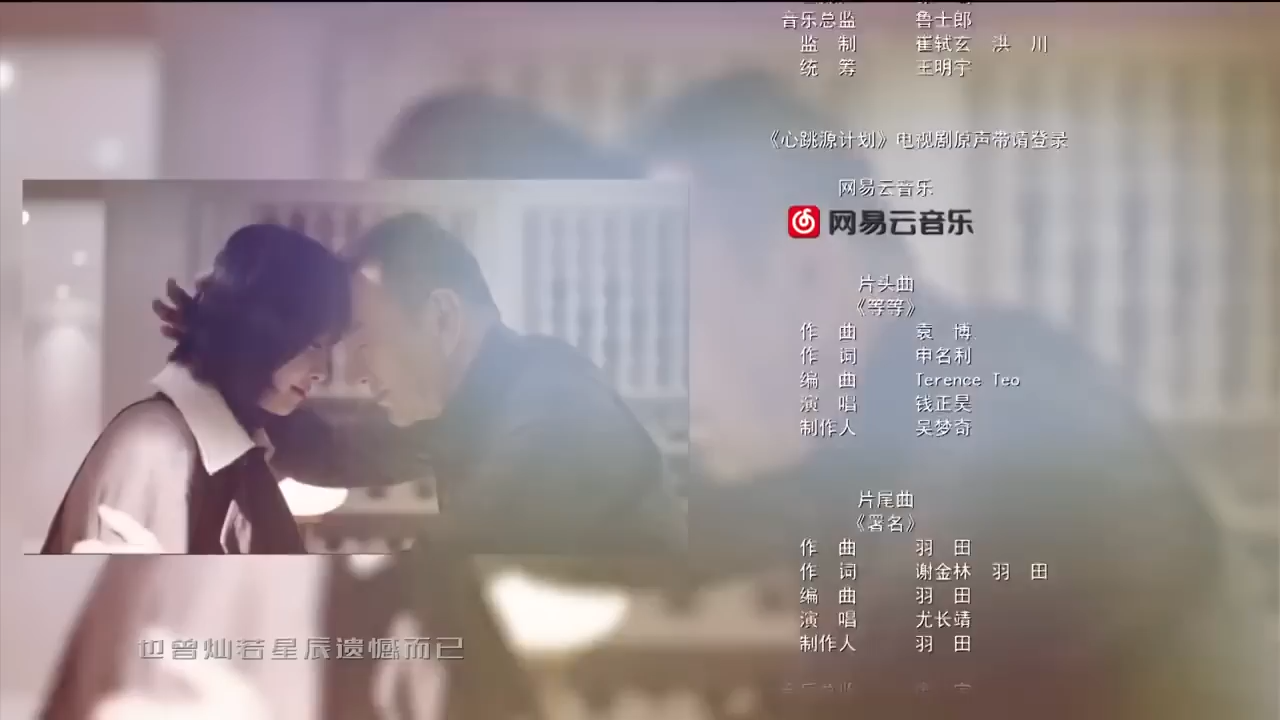 音乐总监 鲁士郎
监 制 崔轼玄 洪 川
统 筹 王明宇
《心跳源计划》电视剧原声带请登录
网易云音乐
网易云音乐
片头曲
《等等》
作 曲 袁 博
作 词 申名利
编 曲 Terence Teo
演 唱 钱正昊
制作人 吴梦奇
片尾曲
《署名》
作 曲 羽 田
作 词 谢金林 羽 田
编 曲 羽 田
演 唱 尤长靖
制作人 羽 田
也曾灿若星辰遗憾而已